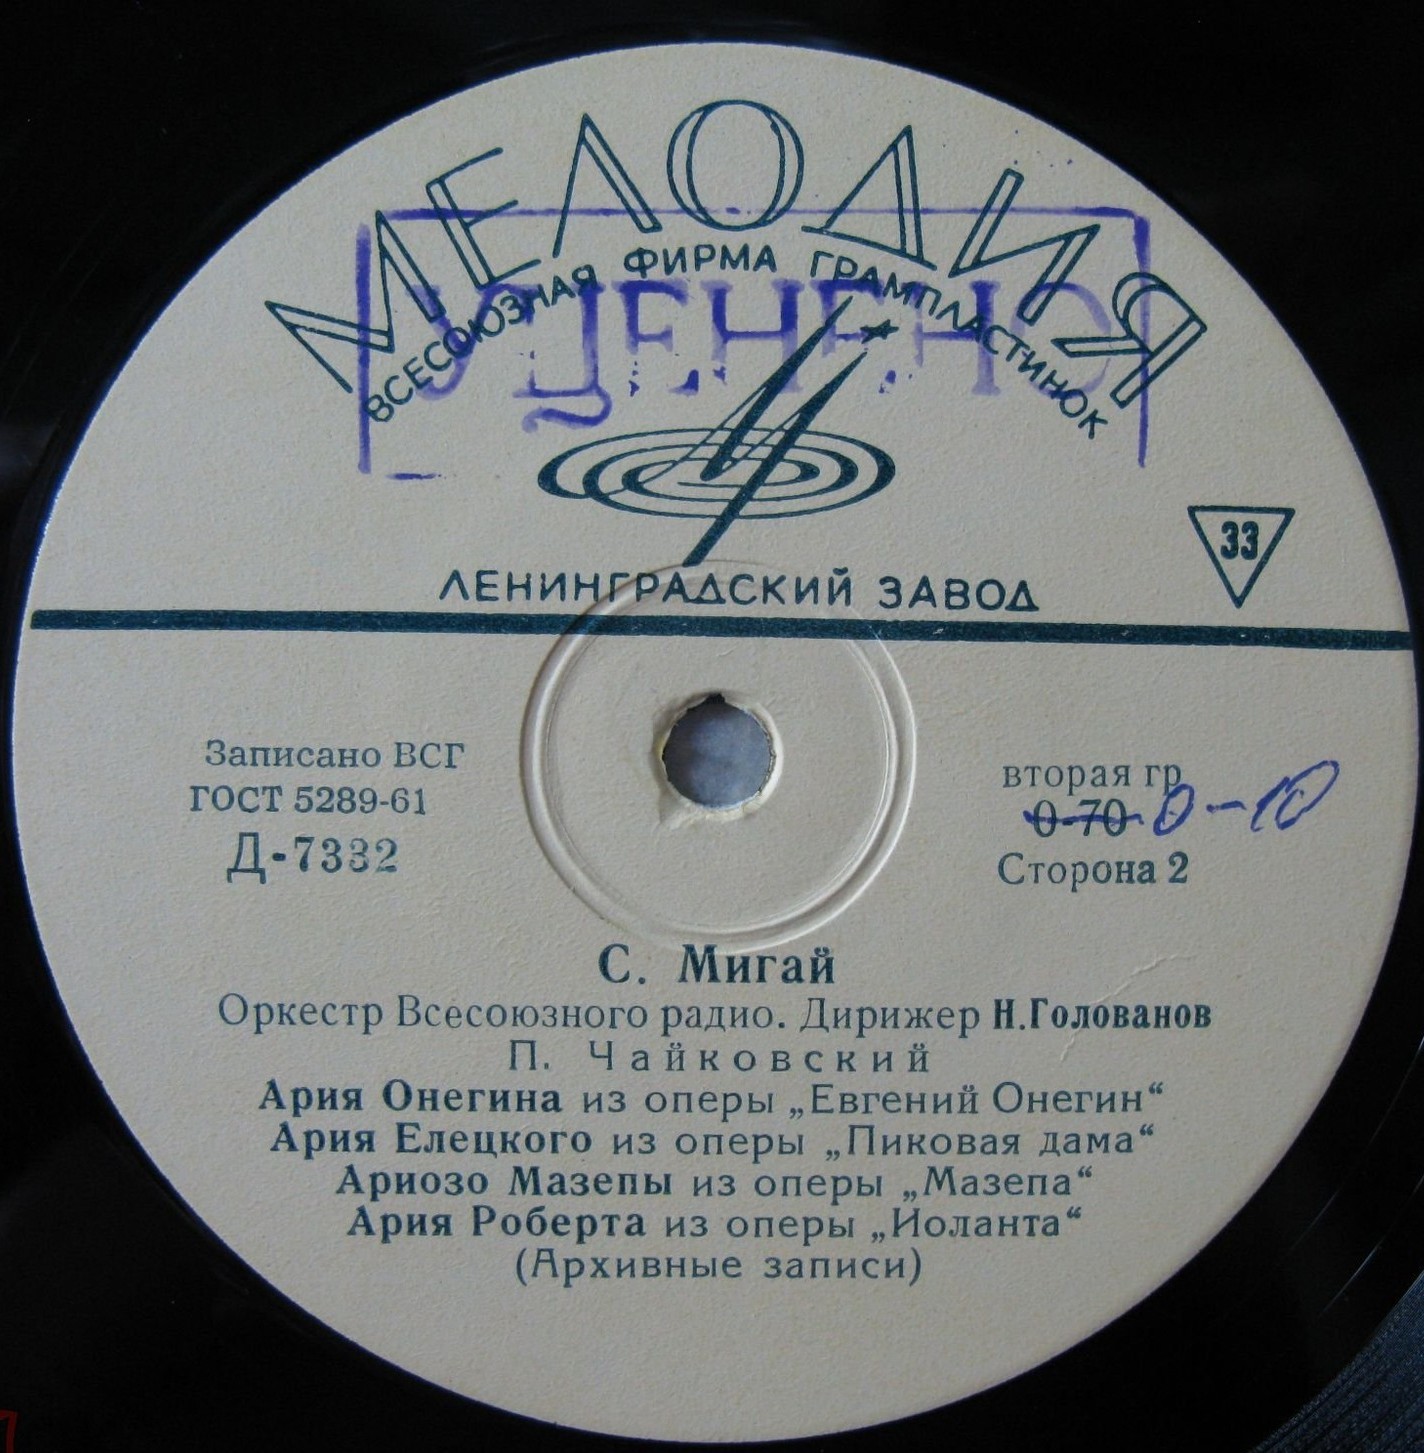 МЕЛОДИЯ
ВСЕСОЮЗНАЯ ФИРМА ГРАМПЛАСТИНОК
УЦЕНЕНО
33
ЛЕНИНГРАДСКИЙ ЗАВОД
Записано ВСГ
ГОСТ 5289-61
Д-7332
вторая гр
0-70 0-10
Сторона 2
С. Мигай
Оркестр Всесоюзного радио. Дирижер Н.Голованов
П. Чайковский
Ария Онегина из оперы „Евгений Онегин“
Ария Елецкого из оперы „Пиковая дама“
Ариозо Мазепы из оперы „Мазепа“
Ария Роберта из оперы „Иоланта“
(Архивные записи)